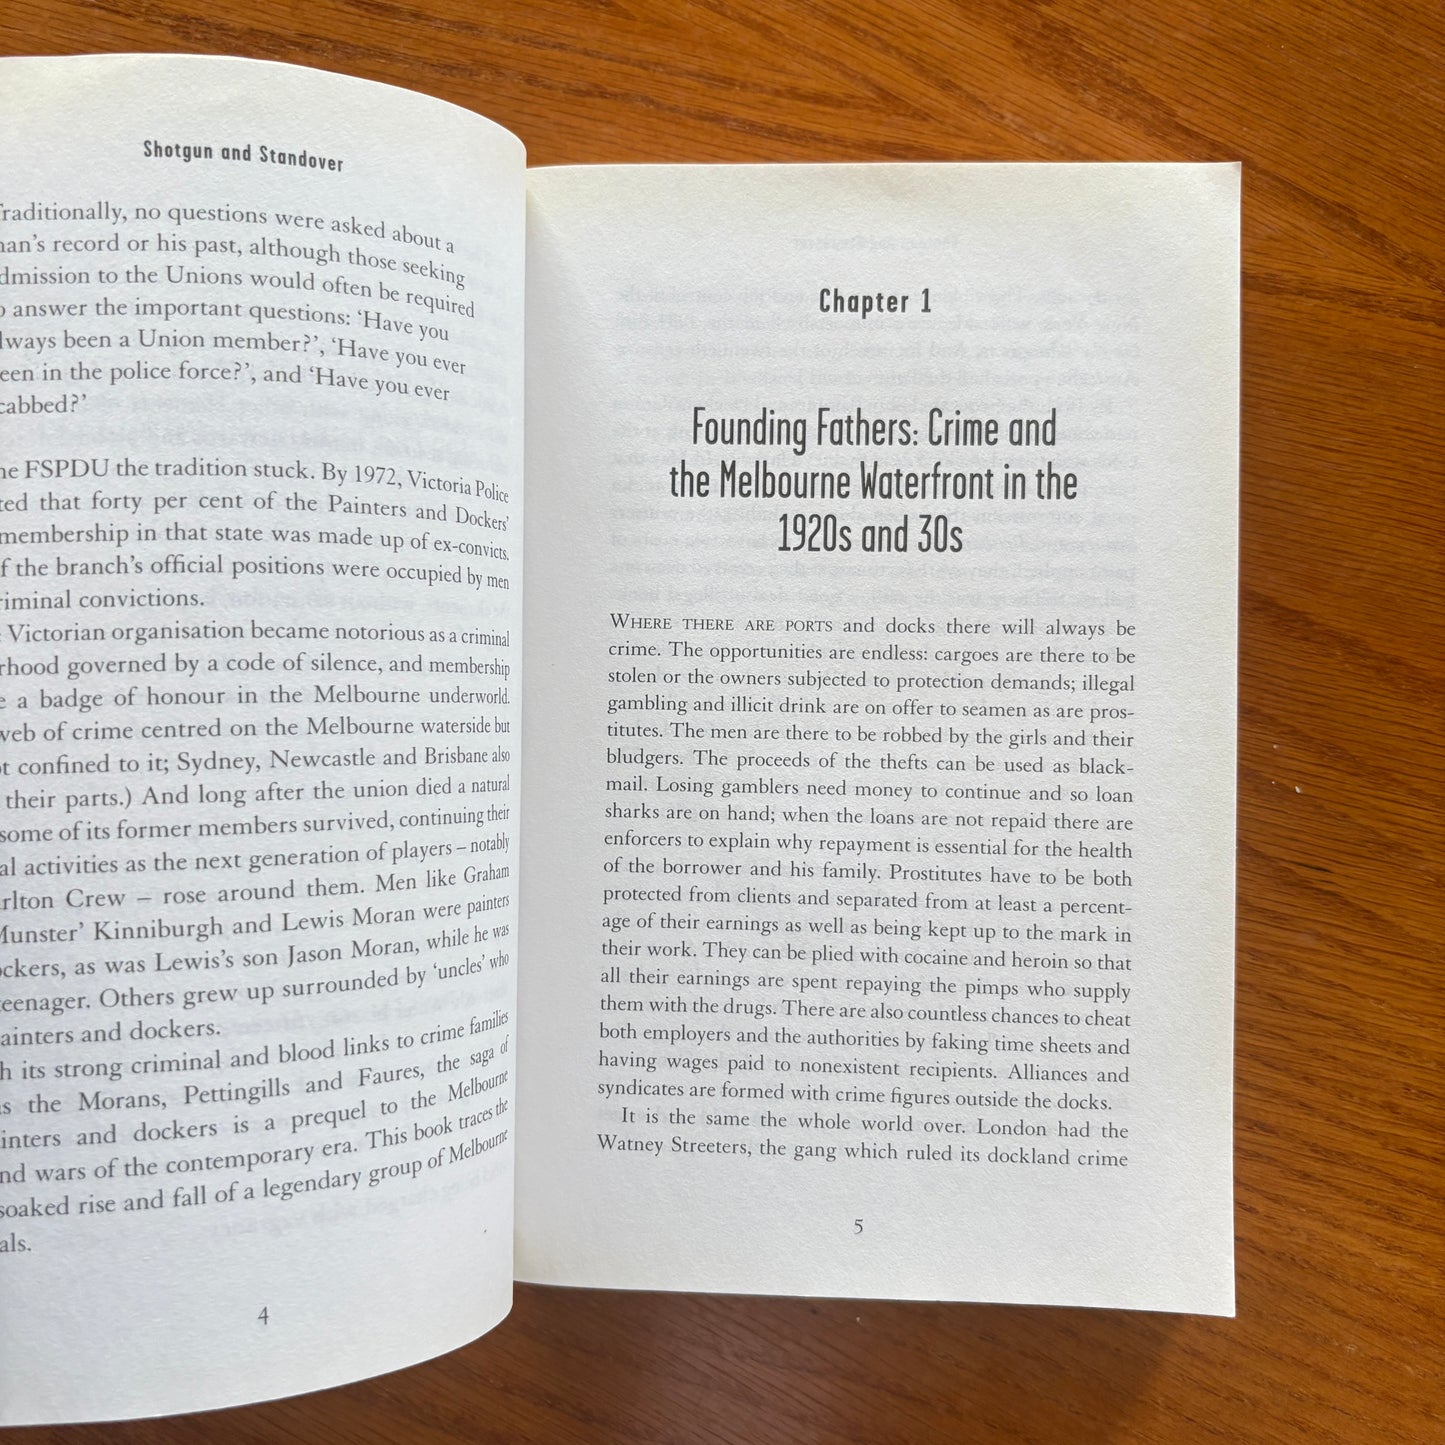 Shotgun and Standover
Traditionally, no questions were asked about a
man's record or his past, although those seeking
admission to the Unions would often be required
to answer the important questions: 'Have you
always been a Union member?', 'Have you ever
been in the police force?', and 'Have you ever
scabbed?'
the FSPDU the tradition stuck. By 1972, Victoria Police
ted that forty per cent of the Painters and Dockers'
membership in that state was made up of ex-convicts.
of the branch's official positions were occupied by men
criminal convictions.
Victorian organisation became notorious as a criminal
rhood governed by a code of silence, and membership
e a badge of honour in the Melbourne underworld.
web of crime centred on the Melbourne waterside but
ot confined to it; Sydney, Newcastle and Brisbane also
their parts.) And long after the union died a natural
some of its former members survived, continuing their
al activities as the next generation of players – notably
arlton Crew – rose around them. Men like Graham
Munster' Kinniburgh and Lewis Moran were painters
ockers, as was Lewis's son Jason Moran, while he was
teenager. Others grew up surrounded by 'uncles' who
painters and dockers.
h its strong criminal and blood links to crime families
as the Morans, Pettingills and Faures, the saga of
ainters and dockers is a prequel to the Melbourne
nd wars of the contemporary era. This book traces the
soaked rise and fall of a legendary group of Melbourne
als.
4
Chapter 1
Founding Fathers: Crime and
the Melbourne Waterfront in the
1920s and 30s
WHERE THERE ARE PORTS and docks there will always be
crime. The opportunities are endless: cargoes are there to be
stolen or the owners subjected to protection demands; illegal
gambling and illicit drink are on offer to seamen as are pros-
titutes. The men are there to be robbed by the girls and their
bludgers. The proceeds of the thefts can be used as black-
mail. Losing gamblers need money to continue and so loan
sharks are on hand; when the loans are not repaid there are
enforcers to explain why repayment is essential for the health
of the borrower and his family. Prostitutes have to be both
protected from clients and separated from at least a percent-
age of their earnings as well as being kept up to the mark in
their work. They can be plied with cocaine and heroin so that
all their earnings are spent repaying the pimps who supply
them with the drugs. There are also countless chances to cheat
both employers and the authorities by faking time sheets and
having wages paid to nonexistent recipients. Alliances and
syndicates are formed with crime figures outside the docks.
It is the same the whole world over. London had the
Watney Streeters, the gang which ruled its dockland crime
5